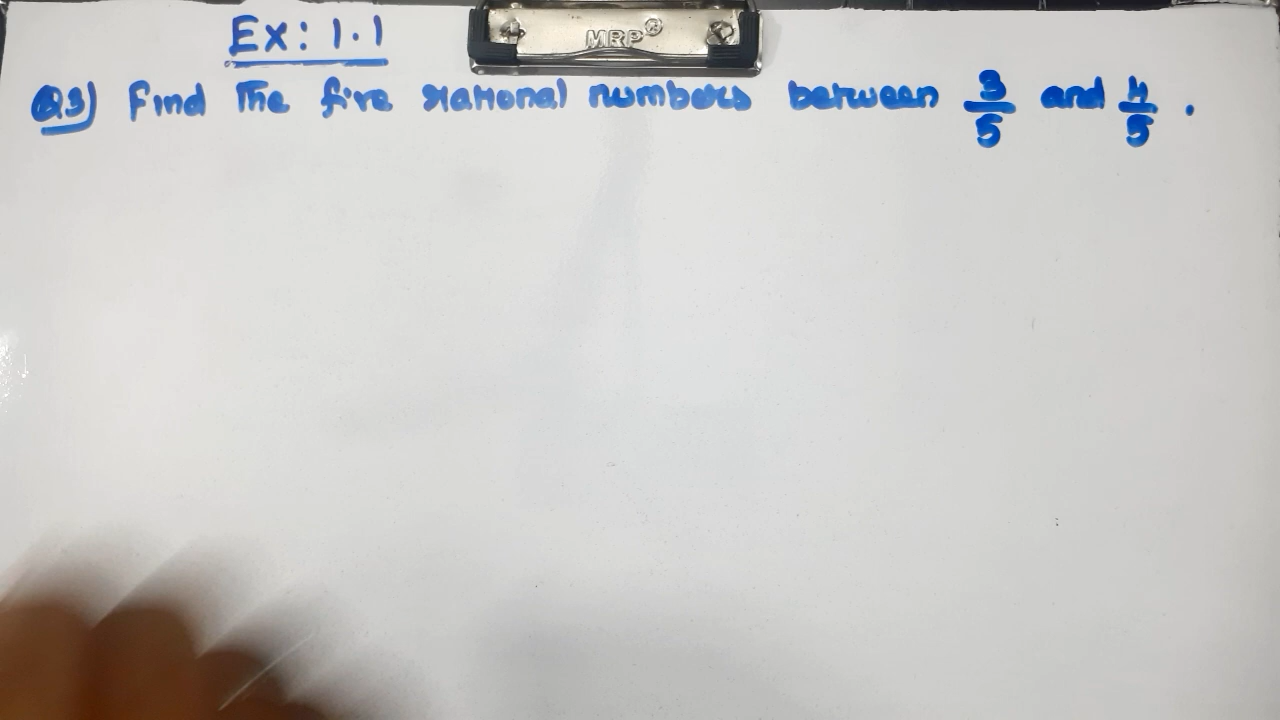 Ex: 1.1
MRP®
Q3) Find The five rational numbers between 3/5 and 4/5 .